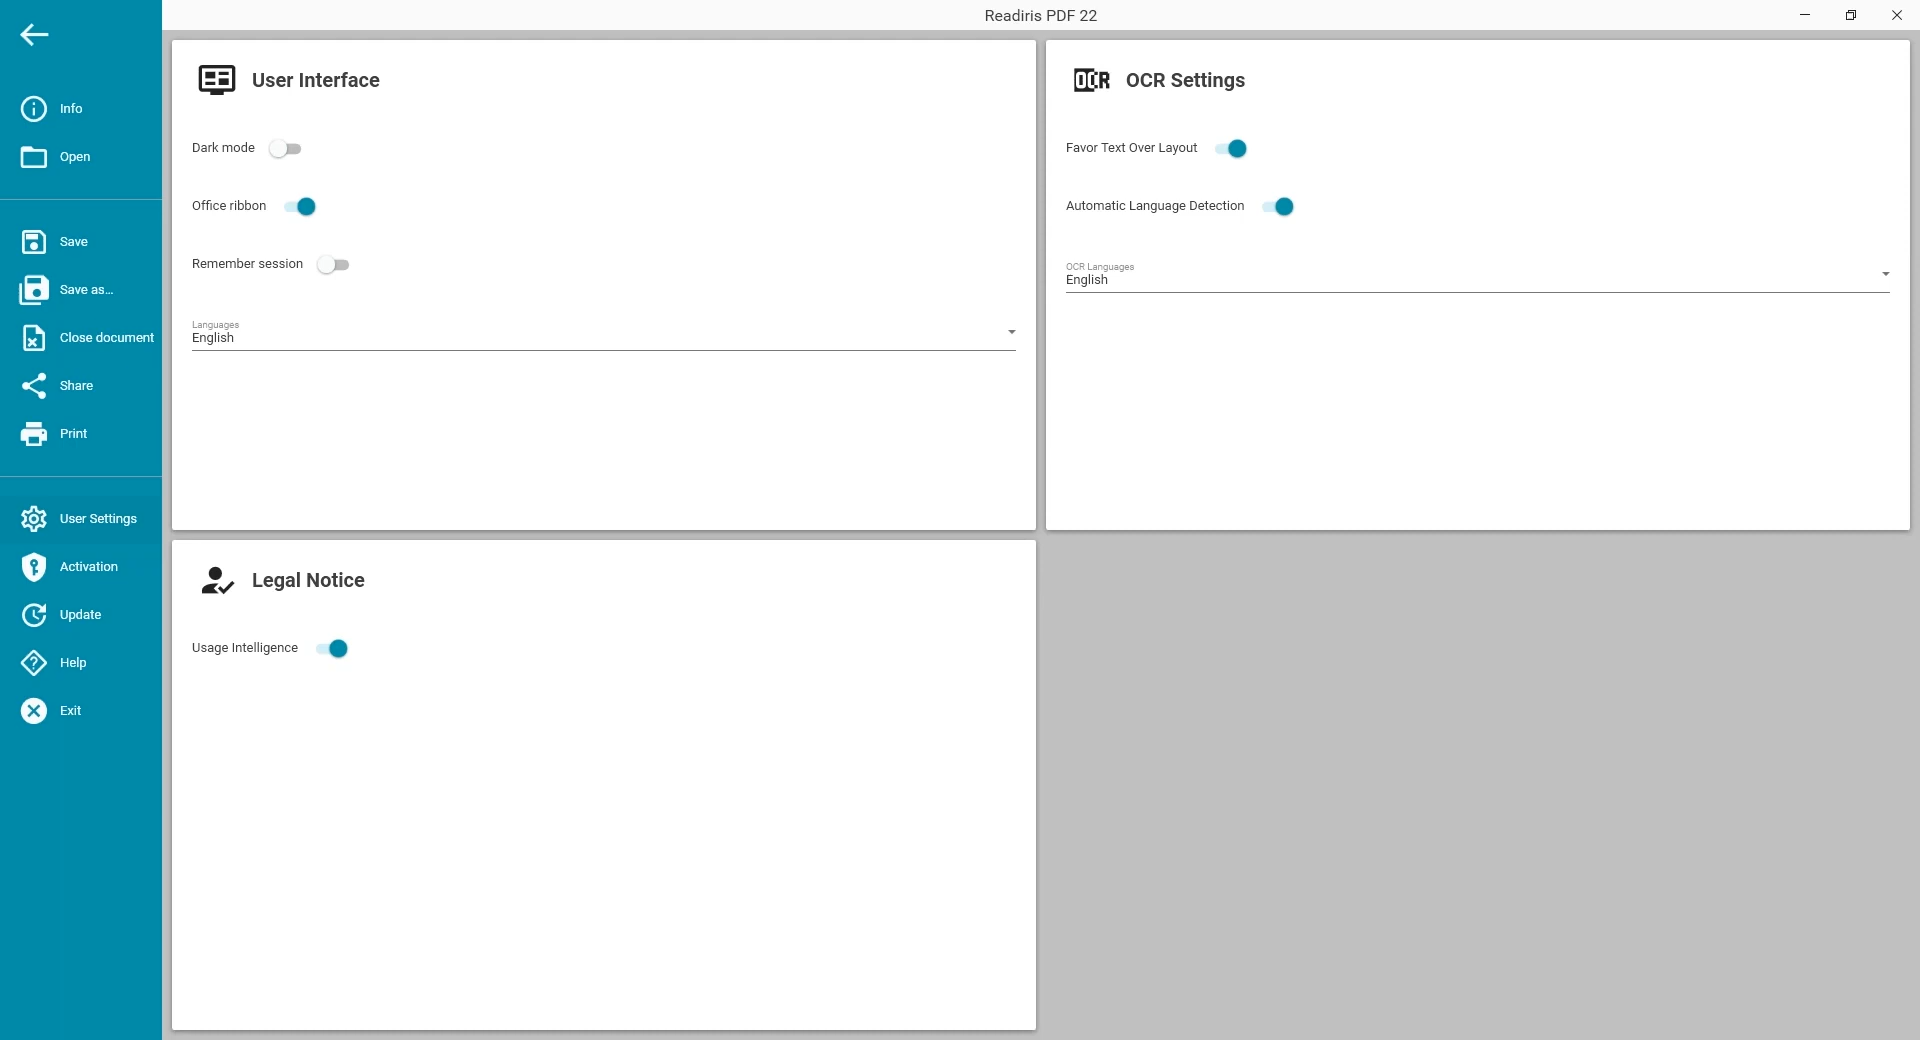 Readiris PDF 22
Info
Open
Save
Save as...
Close document
Share
Print
User Settings
Activation
Update
Help
Exit
User Interface
Dark mode
Office ribbon
Remember session
Languages
English
OCR OCR Settings
Favor Text Over Layout
Automatic Language Detection
OCR Languages
English
Legal Notice
Usage Intelligence